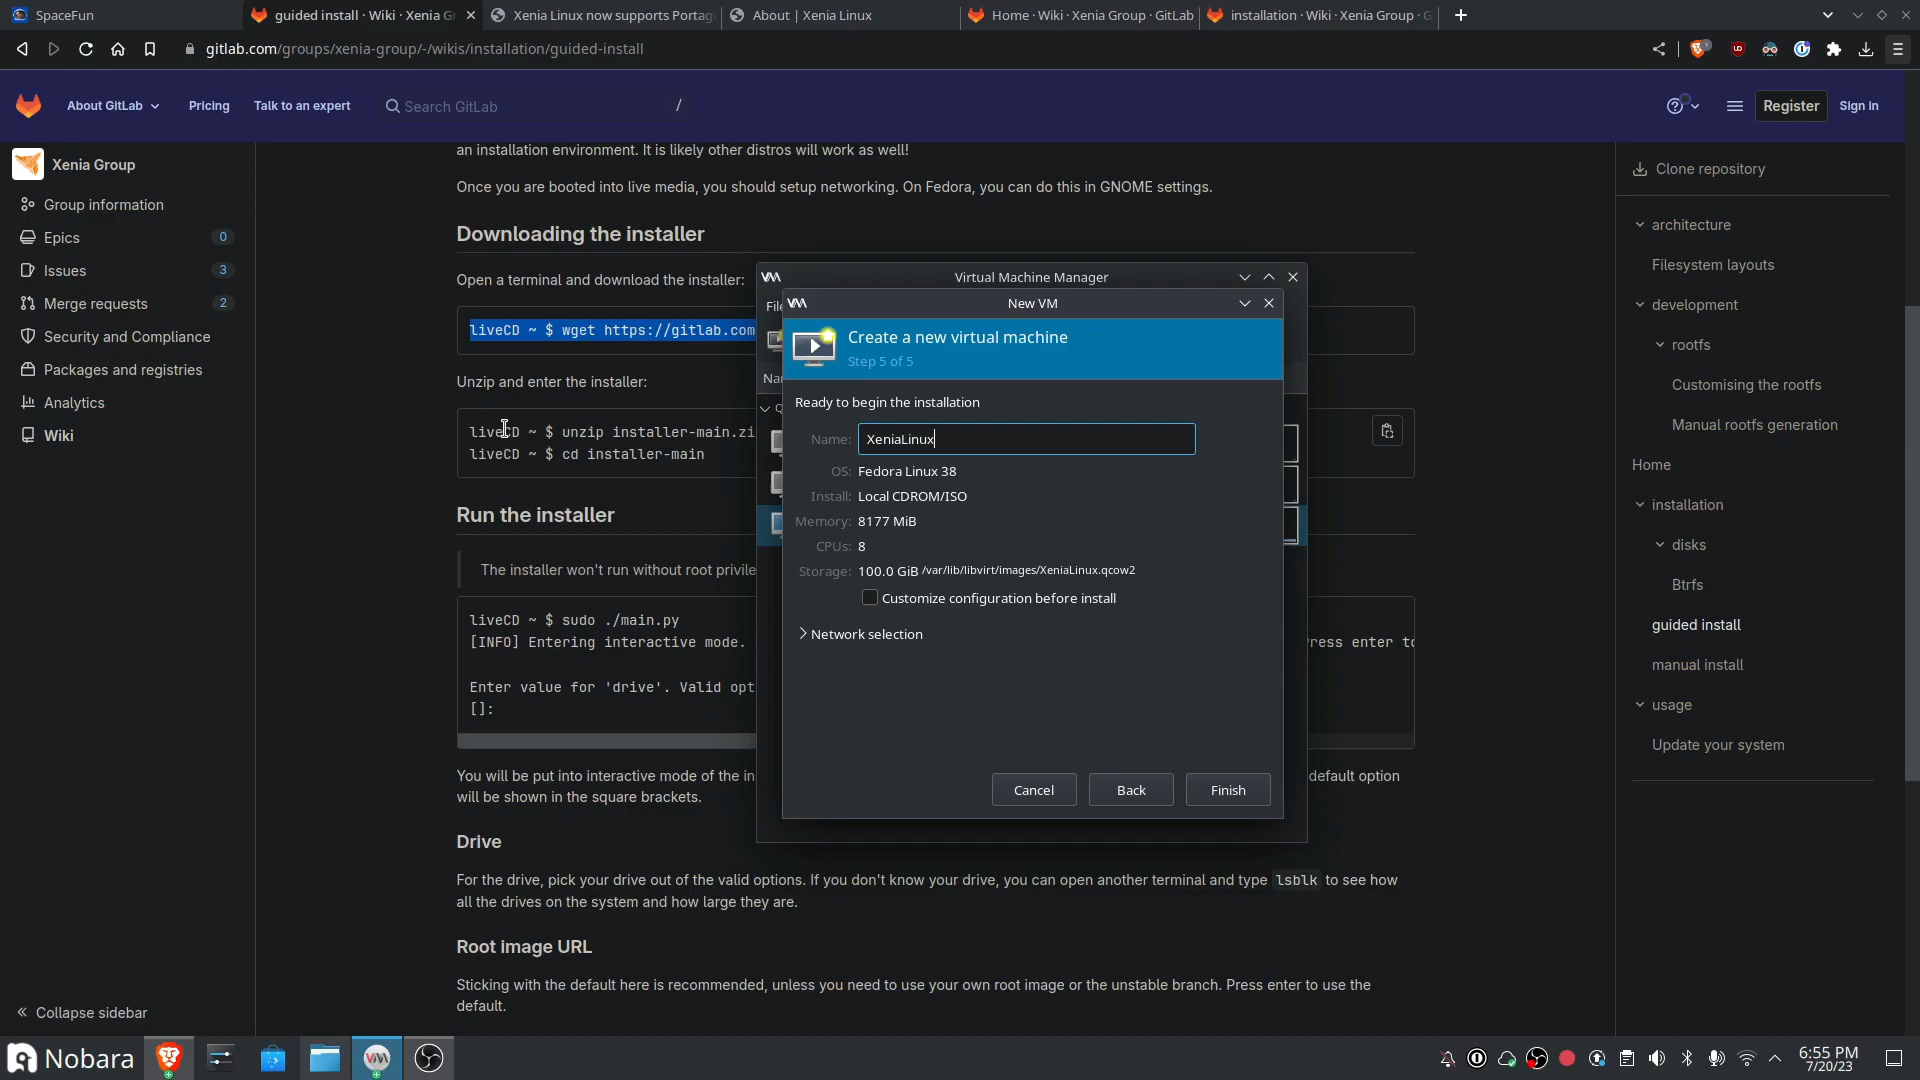 SpaceFun
guided install · Wiki · Xenia Gr
Xenia Linux now supports Portag
About | Xenia Linux
Home · Wiki · Xenia Group · GitLab
installation · Wiki · Xenia Group · G
gitlab.com/groups/xenia-group/-/wikis/installation/guided-install
About GitLab
Pricing
Talk to an expert
Search GitLab
/
Register
Sign in
Xenia Group
Group information
Epics 0
Issues 3
Merge requests 2
Security and Compliance
Packages and registries
Analytics
Wiki
Collapse sidebar
an installation environment. It is likely other distros will work as well!
Once you are booted into live media, you should setup networking. On Fedora, you can do this in GNOME settings.
Downloading the installer
Open a terminal and download the installer:
liveCD ~ $ wget https://gitlab.com
Unzip and enter the installer:
liveCD ~ $ unzip installer-main.zi
liveCD ~ $ cd installer-main
Run the installer
The installer won't run without root privile
liveCD ~ $ sudo ./main.py
[INFO] Entering interactive mode.
ress enter to
Enter value for 'drive'. Valid opt
[]:
You will be put into interactive mode of the in
default option
will be shown in the square brackets.
Drive
For the drive, pick your drive out of the valid options. If you don't know your drive, you can open another terminal and type lsblk to see how
all the drives on the system and how large they are.
Root image URL
Sticking with the default here is recommended, unless you need to use your own root image or the unstable branch. Press enter to use the
default.
Virtual Machine Manager
File
Nam
New VM
Create a new virtual machine
Step 5 of 5
Ready to begin the installation
Name: XeniaLinux
OS: Fedora Linux 38
Install: Local CDROM/ISO
Memory: 8177 MiB
CPUs: 8
Storage: 100.0 GiB /var/lib/libvirt/images/XeniaLinux.qcow2
Customize configuration before install
Network selection
Cancel
Back
Finish
Clone repository
architecture
Filesystem layouts
development
rootfs
Customising the rootfs
Manual rootfs generation
Home
installation
disks
Btrfs
guided install
manual install
usage
Update your system
Nobara
6:55 PM
7/20/23